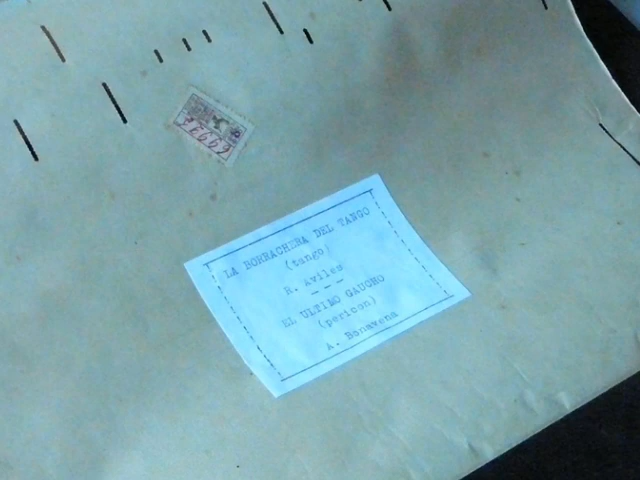 LA BORRACHERA DEL TANGO
(tango)
R. Aviles
---
EL ULTIMO GAUCHO
(pericon)
A. Bonavena